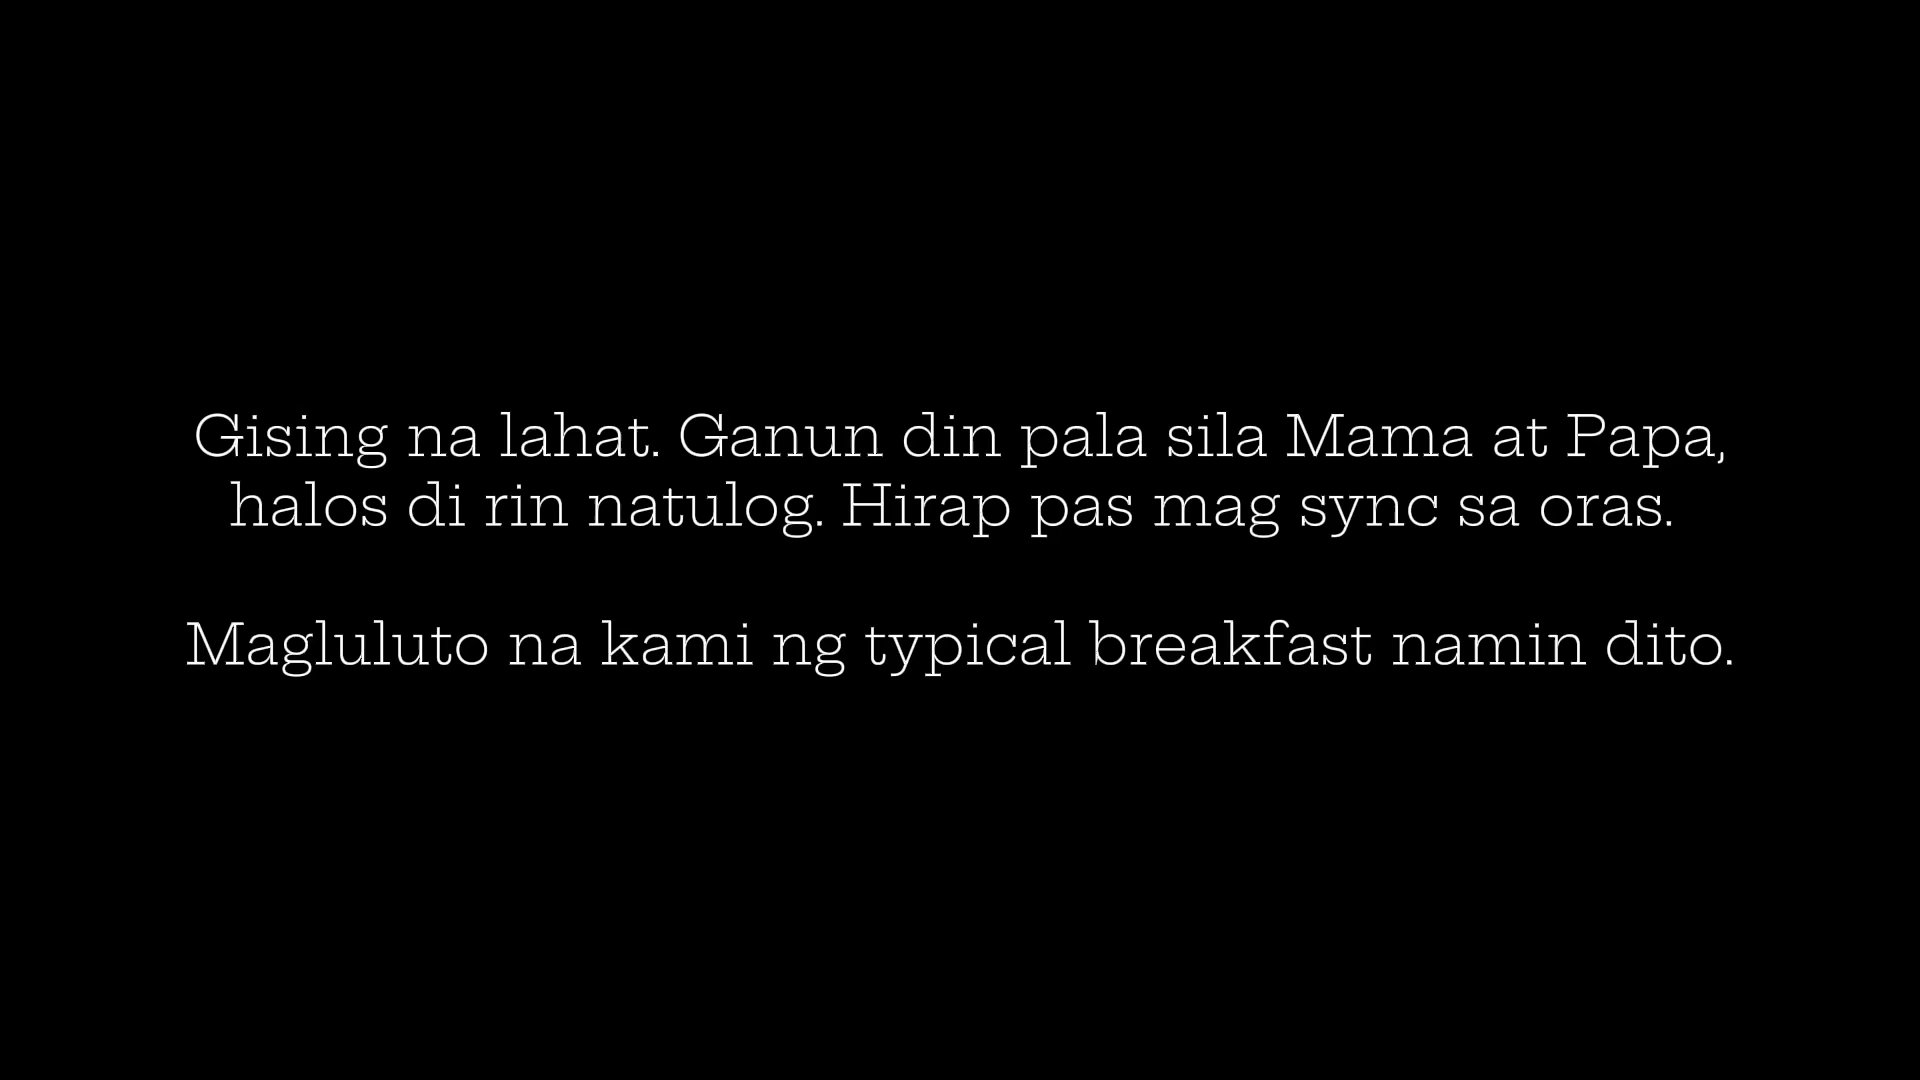 Gising na lahat. Ganun din pala sila Mama at Papa,
halos di rin natulog. Hirap pas mag sync sa oras.
Magluluto na kami ng typical breakfast namin dito.